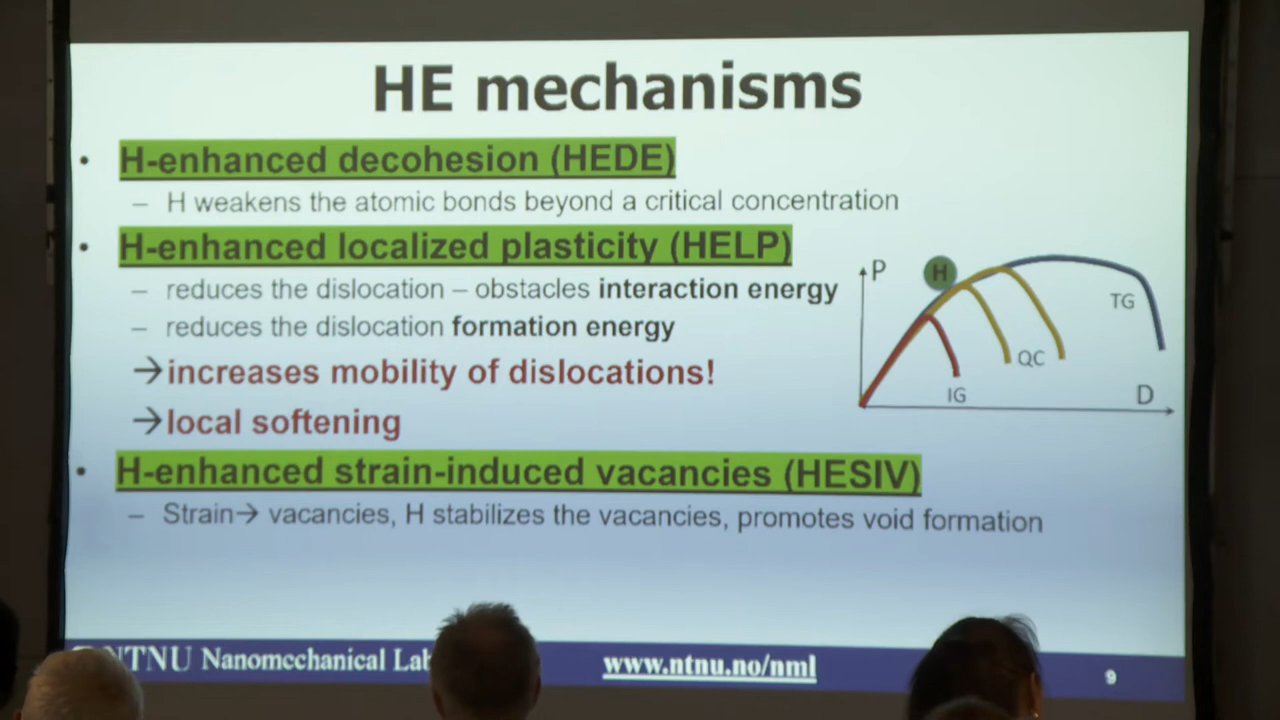 HE mechanisms
• H-enhanced decohesion (HEDE)
– H weakens the atomic bonds beyond a critical concentration
• H-enhanced localized plasticity (HELP)
– reduces the dislocation – obstacles interaction energy
– reduces the dislocation formation energy
→increases mobility of dislocations!
→local softening
• H-enhanced strain-induced vacancies (HESIV)
– Strain→ vacancies, H stabilizes the vacancies, promotes void formation
P
H
TG
QC
IG
D
NTNU Nanomechanical Lab
www.ntnu.no/nml
9